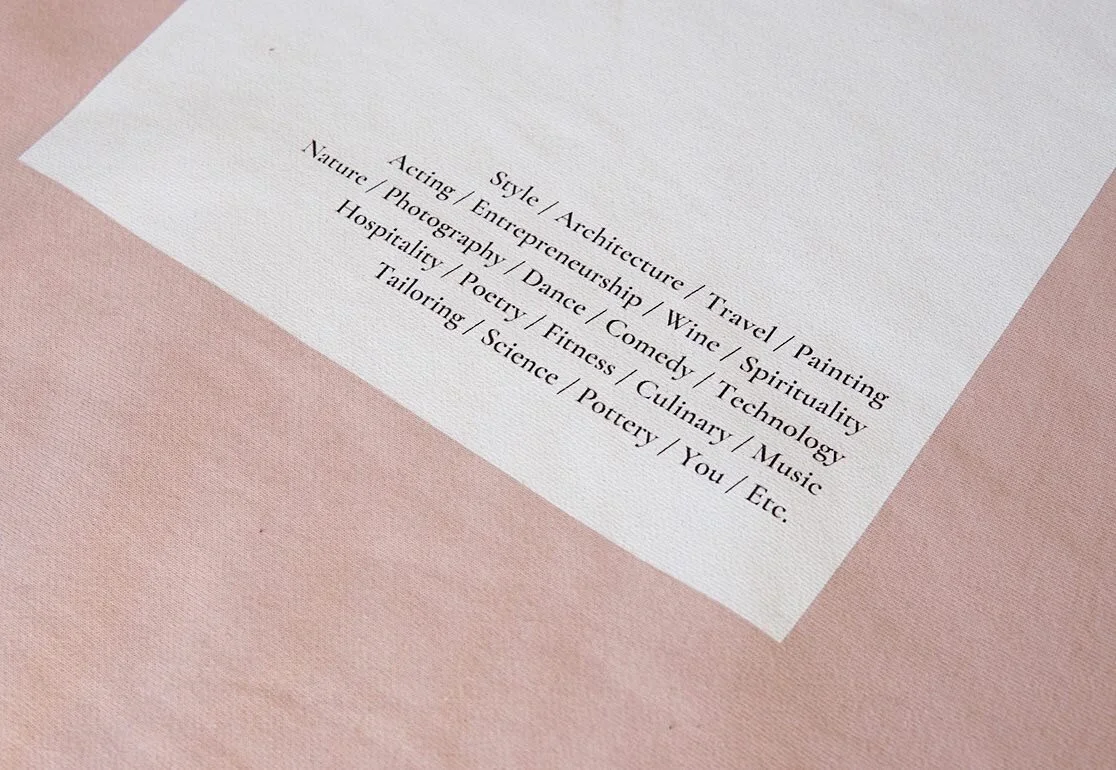 Style / Architecture / Travel / Painting
Acting / Entrepreneurship / Wine / Spirituality
Nature / Photography / Dance / Comedy / Technology
Hospitality / Poetry / Fitness / Culinary / Music
Tailoring / Science / Pottery / You / Etc.